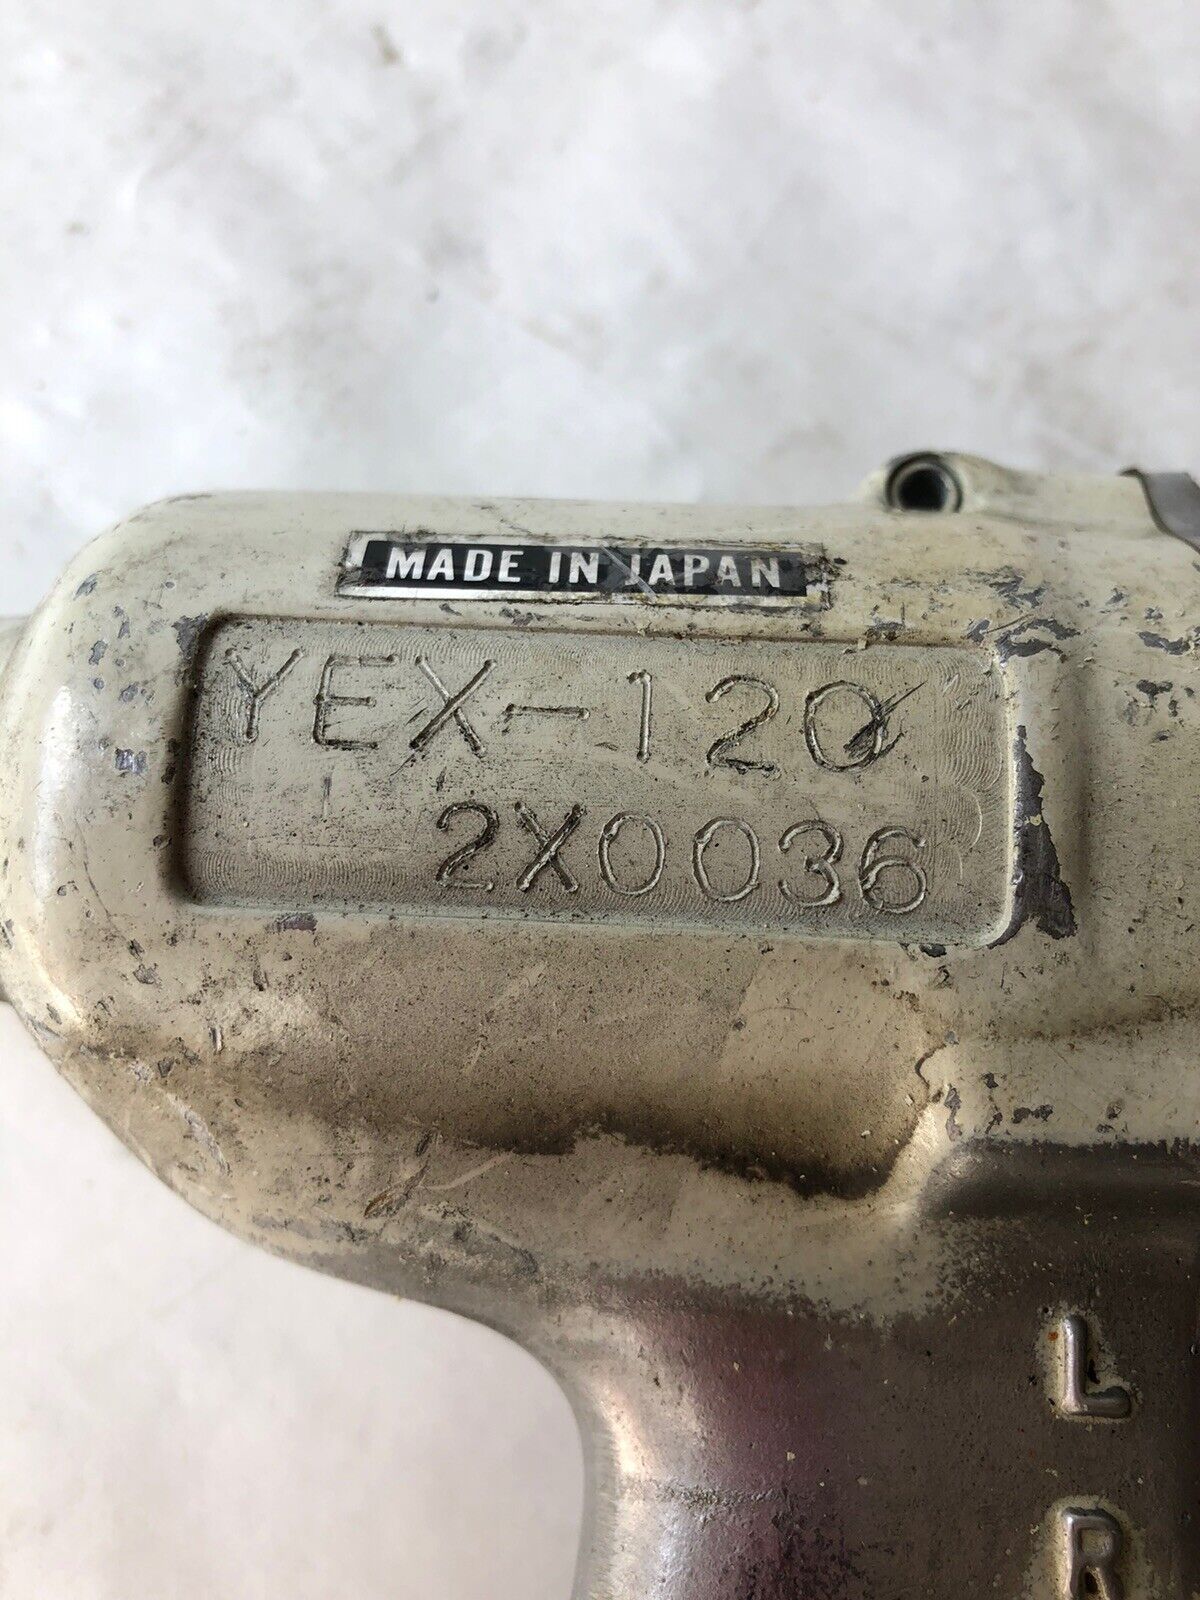 MADE IN JAPAN
YEX-120
2X0036
L
R